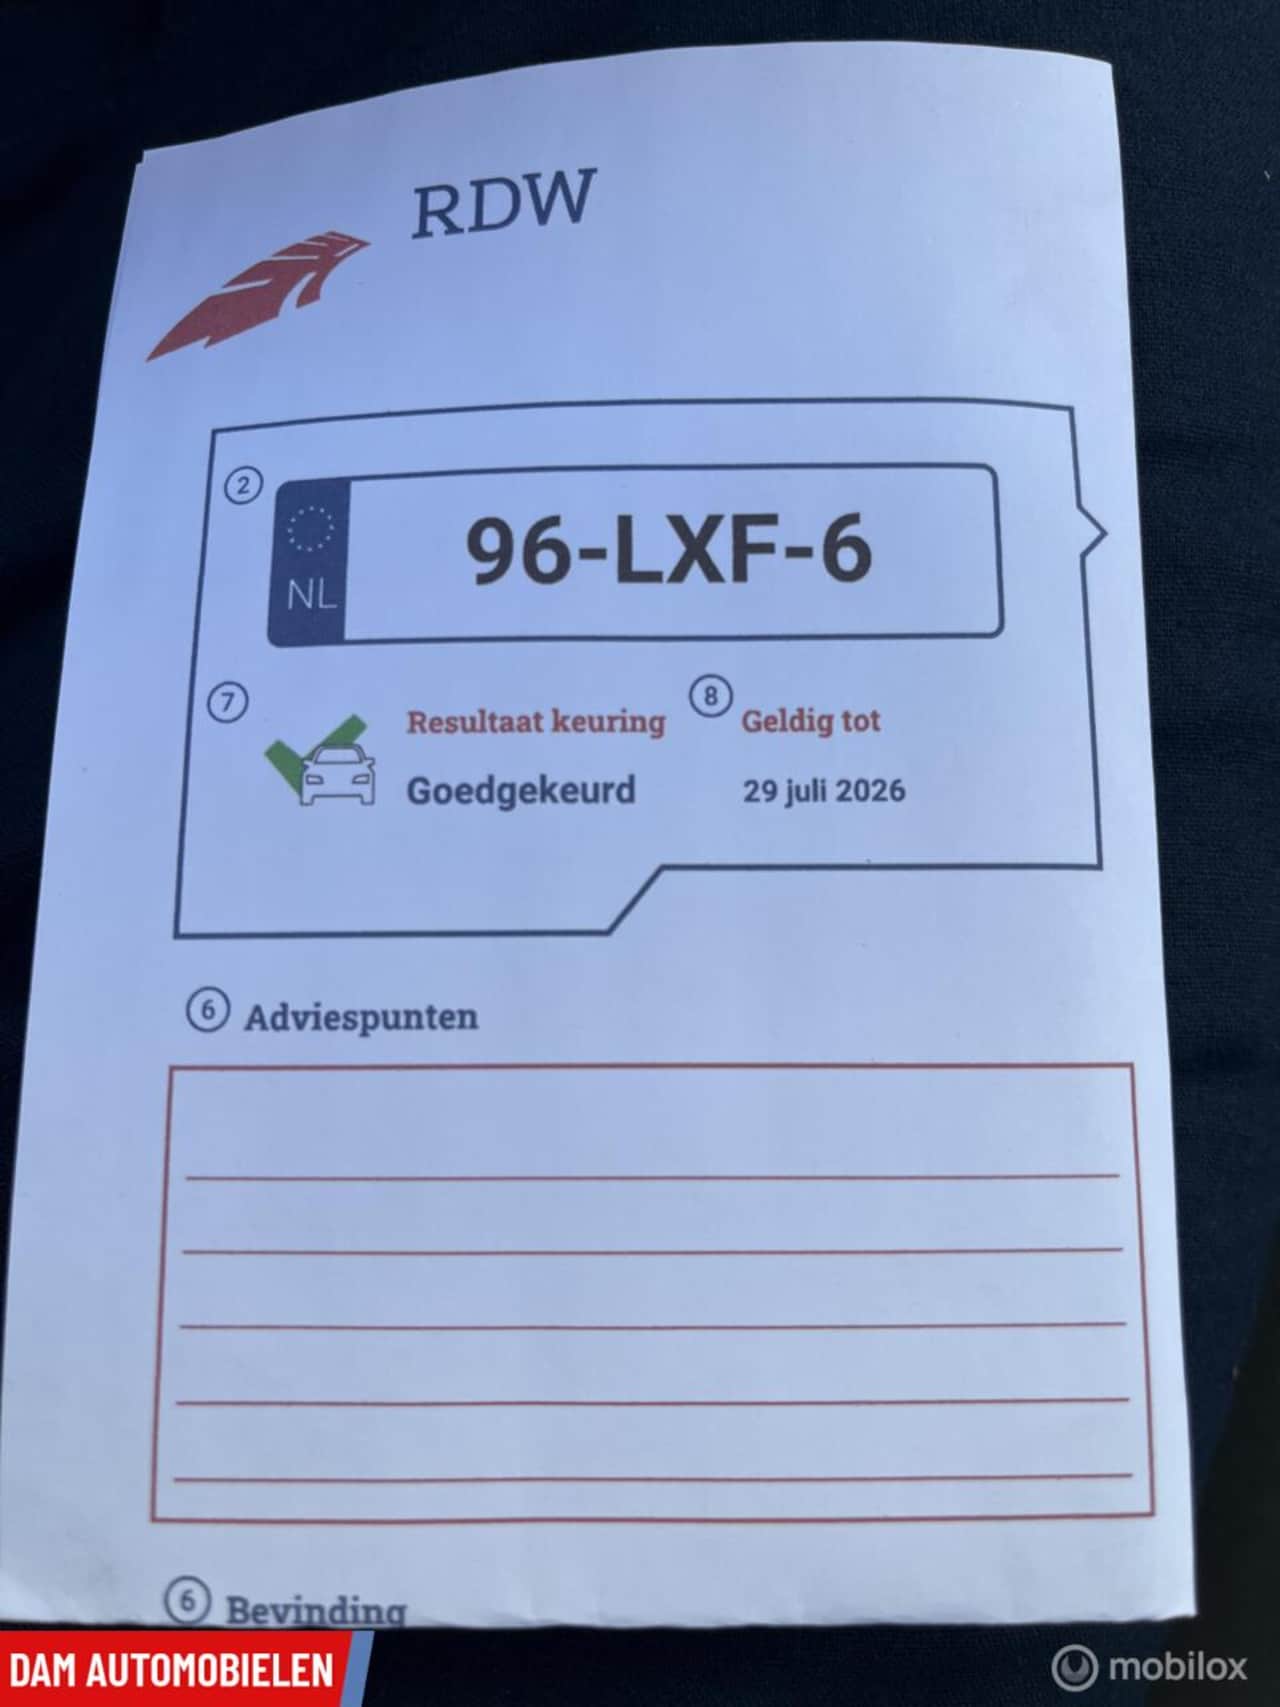 RDW
2
NL
96-LXF-6
7
Resultaat keuring
8
Geldig tot
Goedgekeurd
29 juli 2026
6 Adviespunten
6 Bevinding
DAM AUTOMOBIELEN
mobilox